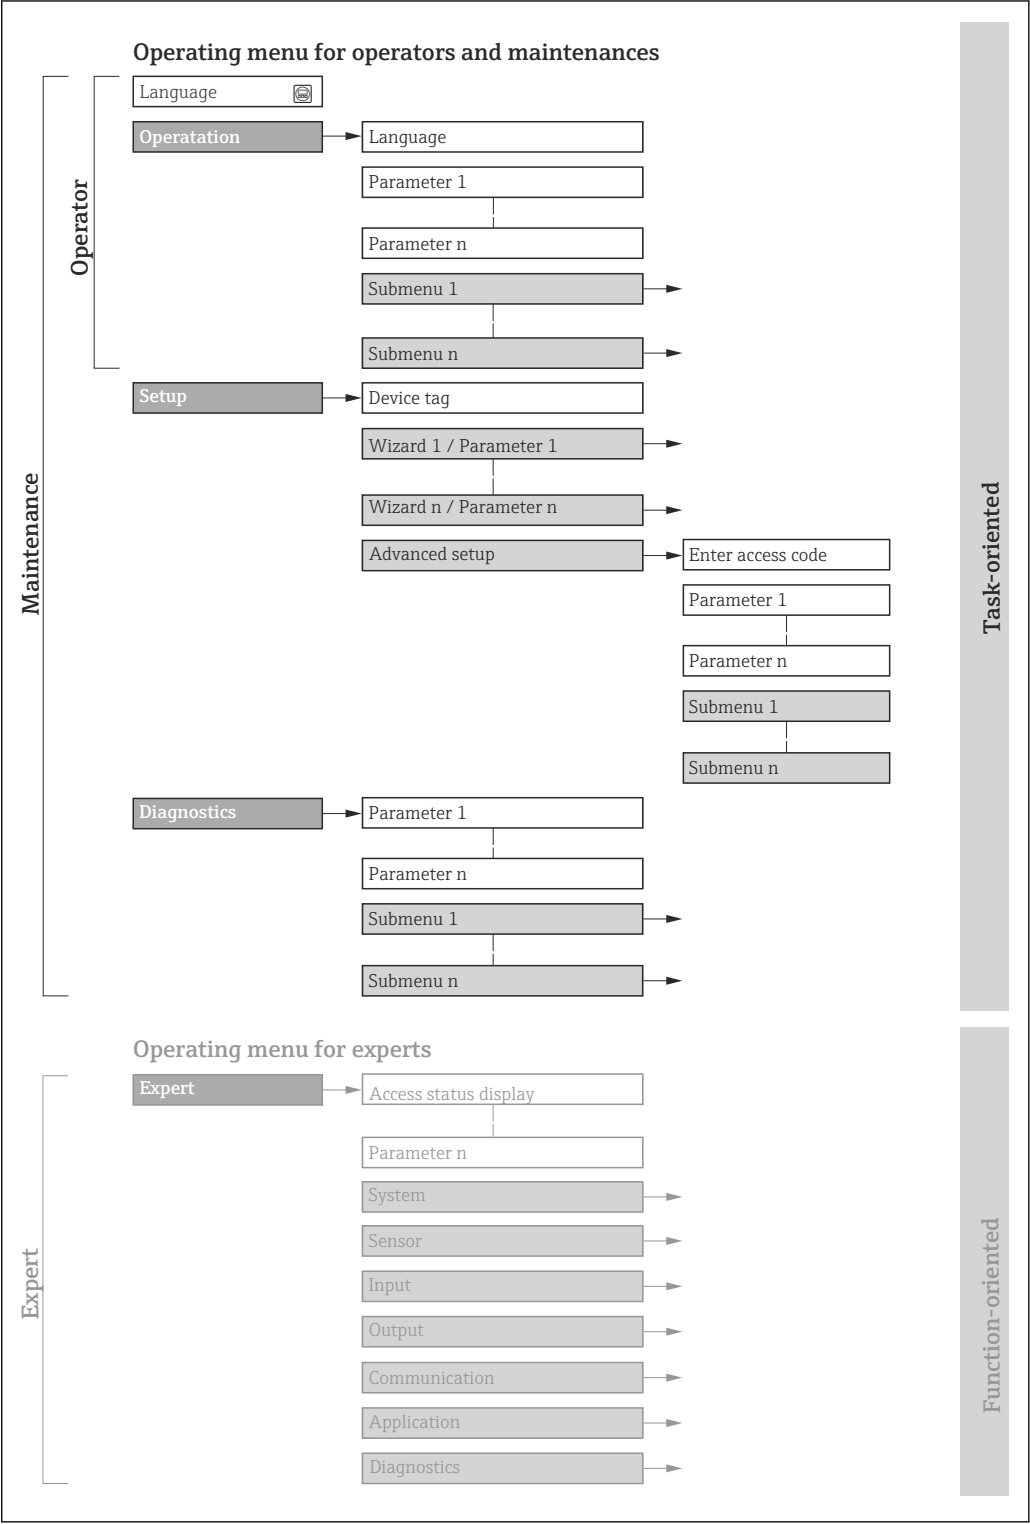 Operating menu for operators and maintenances
Language
Operatation
Language
Parameter 1
Parameter n
Submenu 1
Submenu n
Operator
Setup
Device tag
Wizard 1 / Parameter 1
Wizard n / Parameter n
Advanced setup
Enter access code
Parameter 1
Parameter n
Submenu 1
Submenu n
Maintenance
Task-oriented
Diagnostics
Parameter 1
Parameter n
Submenu 1
Submenu n
Operating menu for experts
Expert
Access status display
Parameter n
System
Sensor
Input
Output
Communication
Application
Diagnostics
Expert
Function-oriented